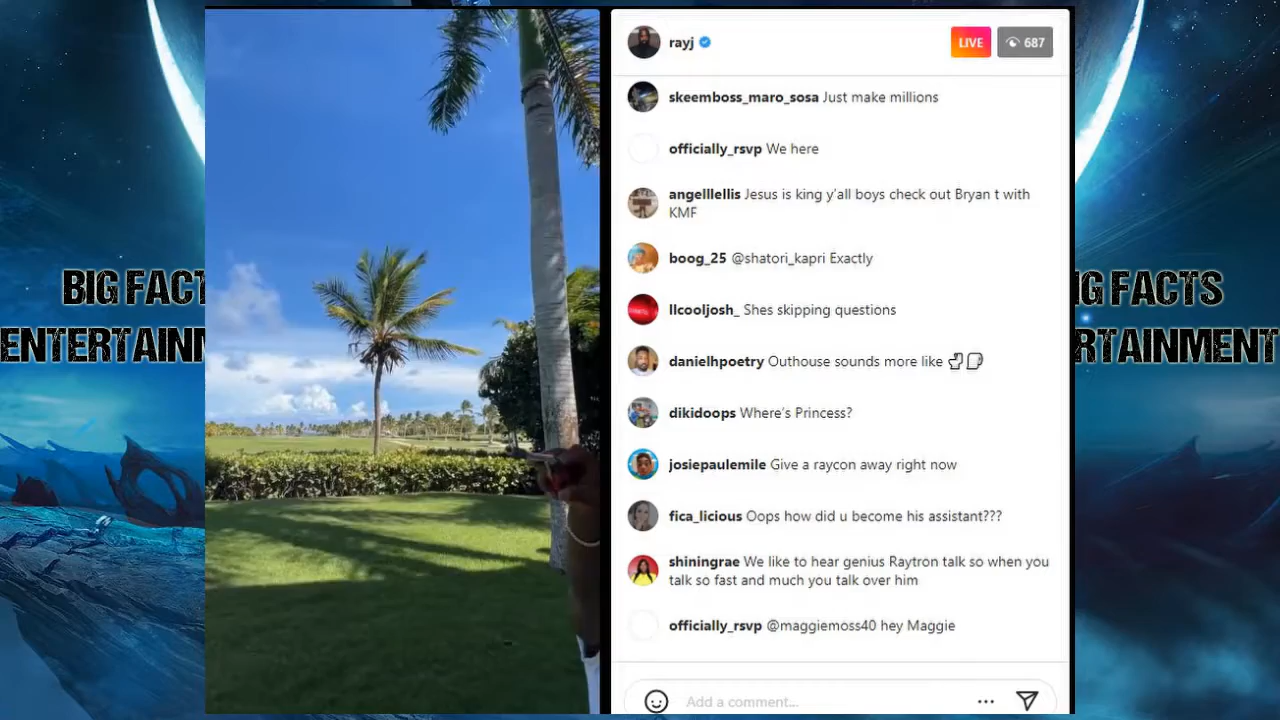 rayj
LIVE
687
skeemboss_maro_sosa Just make millions
officially_rsvp We here
angelllellis Jesus is king y'all boys check out Bryan t with
KMF
boog_25 @shatori_kapri Exactly
llcooljosh_ Shes skipping questions
danielhpoetry Outhouse sounds more like 🚽🧻
dikidoops Where's Princess?
josiepaulemile Give a raycon away right now
fica_licious Oops how did u become his assistant???
shiningrae We like to hear genius Raytron talk so when you
talk so fast and much you talk over him
officially_rsvp @maggiemoss40 hey Maggie
Add a comment...
BIG FACT
ENTERTAINM
IG FACTS
RTAINMENT